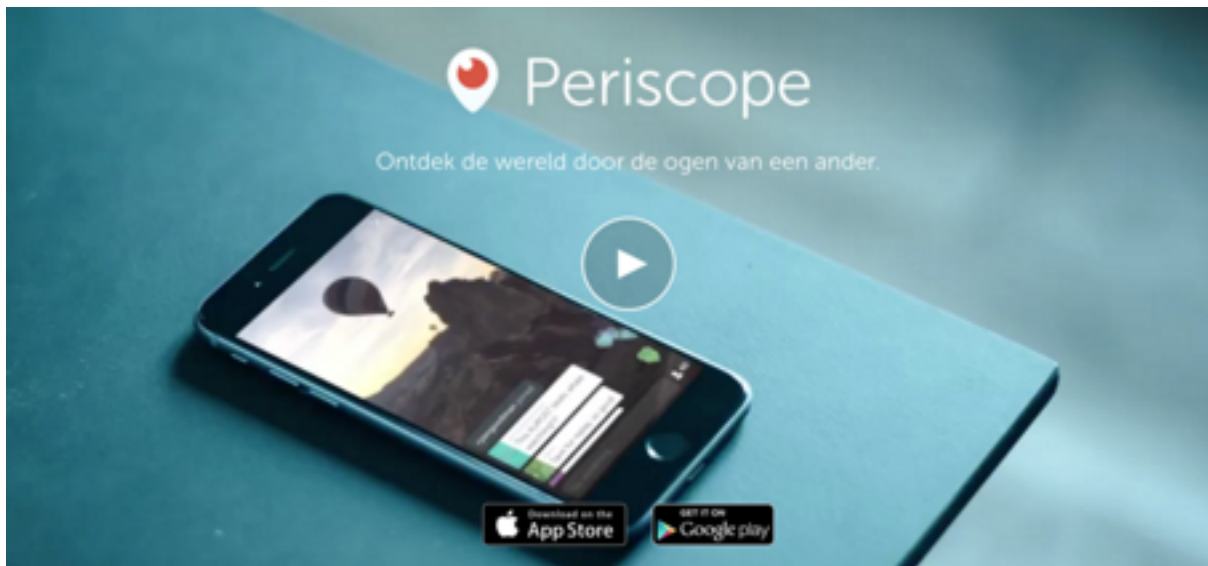 Periscope
Ontdek de wereld door de ogen van een ander.
Download on the
App Store
GET IT ON
Google play